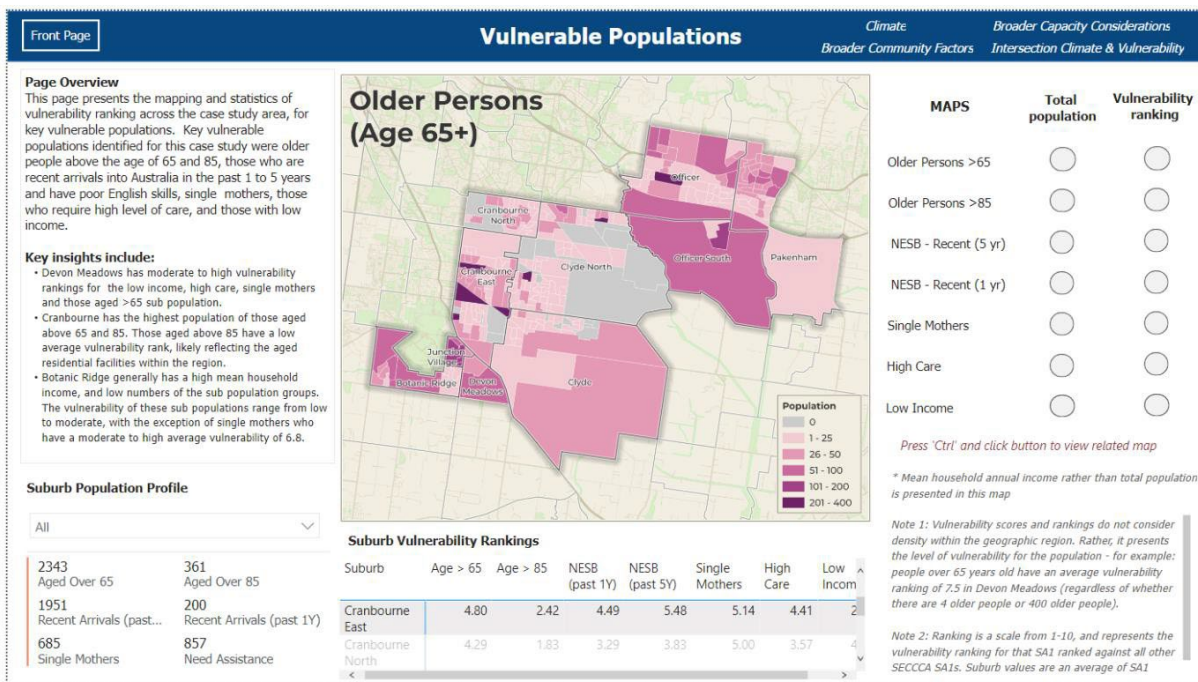 Front Page
Vulnerable Populations
Climate
Broader Capacity Considerations
Broader Community Factors
Intersection Climate & Vulnerability
Page Overview
This page presents the mapping and statistics of
vulnerability ranking across the case study area, for
key vulnerable populations. Key vulnerable
populations identified for this case study were older
people above the age of 65 and 85, those who are
recent arrivals into Australia in the past 1 to 5 years
and have poor English skills, single mothers, those
who require high level of care, and those with low
income.
Key insights include:
• Devon Meadows has moderate to high vulnerability
rankings for the low income, high care, single mothers
and those aged >65 sub population.
• Cranbourne has the highest population of those aged
above 65 and 85. Those aged above 85 have a low
average vulnerability rank, likely reflecting the aged
residential facilities within the region.
• Botanic Ridge generally has a high mean household
income, and low numbers of the sub population groups.
The vulnerability of these sub populations range from low
to moderate, with the exception of single mothers who
have a moderate to high average vulnerability of 6.8.
Suburb Population Profile
All
2343
Aged Over 65
361
Aged Over 85
1951
Recent Arrivals (past...
200
Recent Arrivals (past 1Y)
685
Single Mothers
857
Need Assistance
Older Persons
(Age 65+)
Officer
Cranbourne
North
Clyde North
Officer South
Pakenham
Cranbourne
East
Junction
Village
Botanic Ridge
Devon
Meadows
Clyde
Population
0
1 - 25
26 - 50
51 - 100
101 - 200
201 - 400
Suburb Vulnerability Rankings
Suburb Age > 65 Age > 85 NESB (past 1Y) NESB (past 5Y) Single Mothers High Care Low Incom
Cranbourne East 4.80 2.42 4.49 5.48 5.14 4.41 2
Cranbourne North 4.29 1.83 3.29 3.83 5.00 3.57 4
MAPS
Total population
Vulnerability ranking
Older Persons >65
Older Persons >85
NESB - Recent (5 yr)
NESB - Recent (1 yr)
Single Mothers
High Care
Low Income
Press 'Ctrl' and click button to view related map
* Mean household annual income rather than total population
is presented in this map
Note 1: Vulnerability scores and rankings do not consider
density within the geographic region. Rather, it presents
the level of vulnerability for the population - for example:
people over 65 years old have an average vulnerability
ranking of 7.5 in Devon Meadows (regardless of whether
there are 4 older people or 400 older people).
Note 2: Ranking is a scale from 1-10, and represents the
vulnerability ranking for that SA1 ranked against all other
SECCCA SA1s. Suburb values are an average of SA1